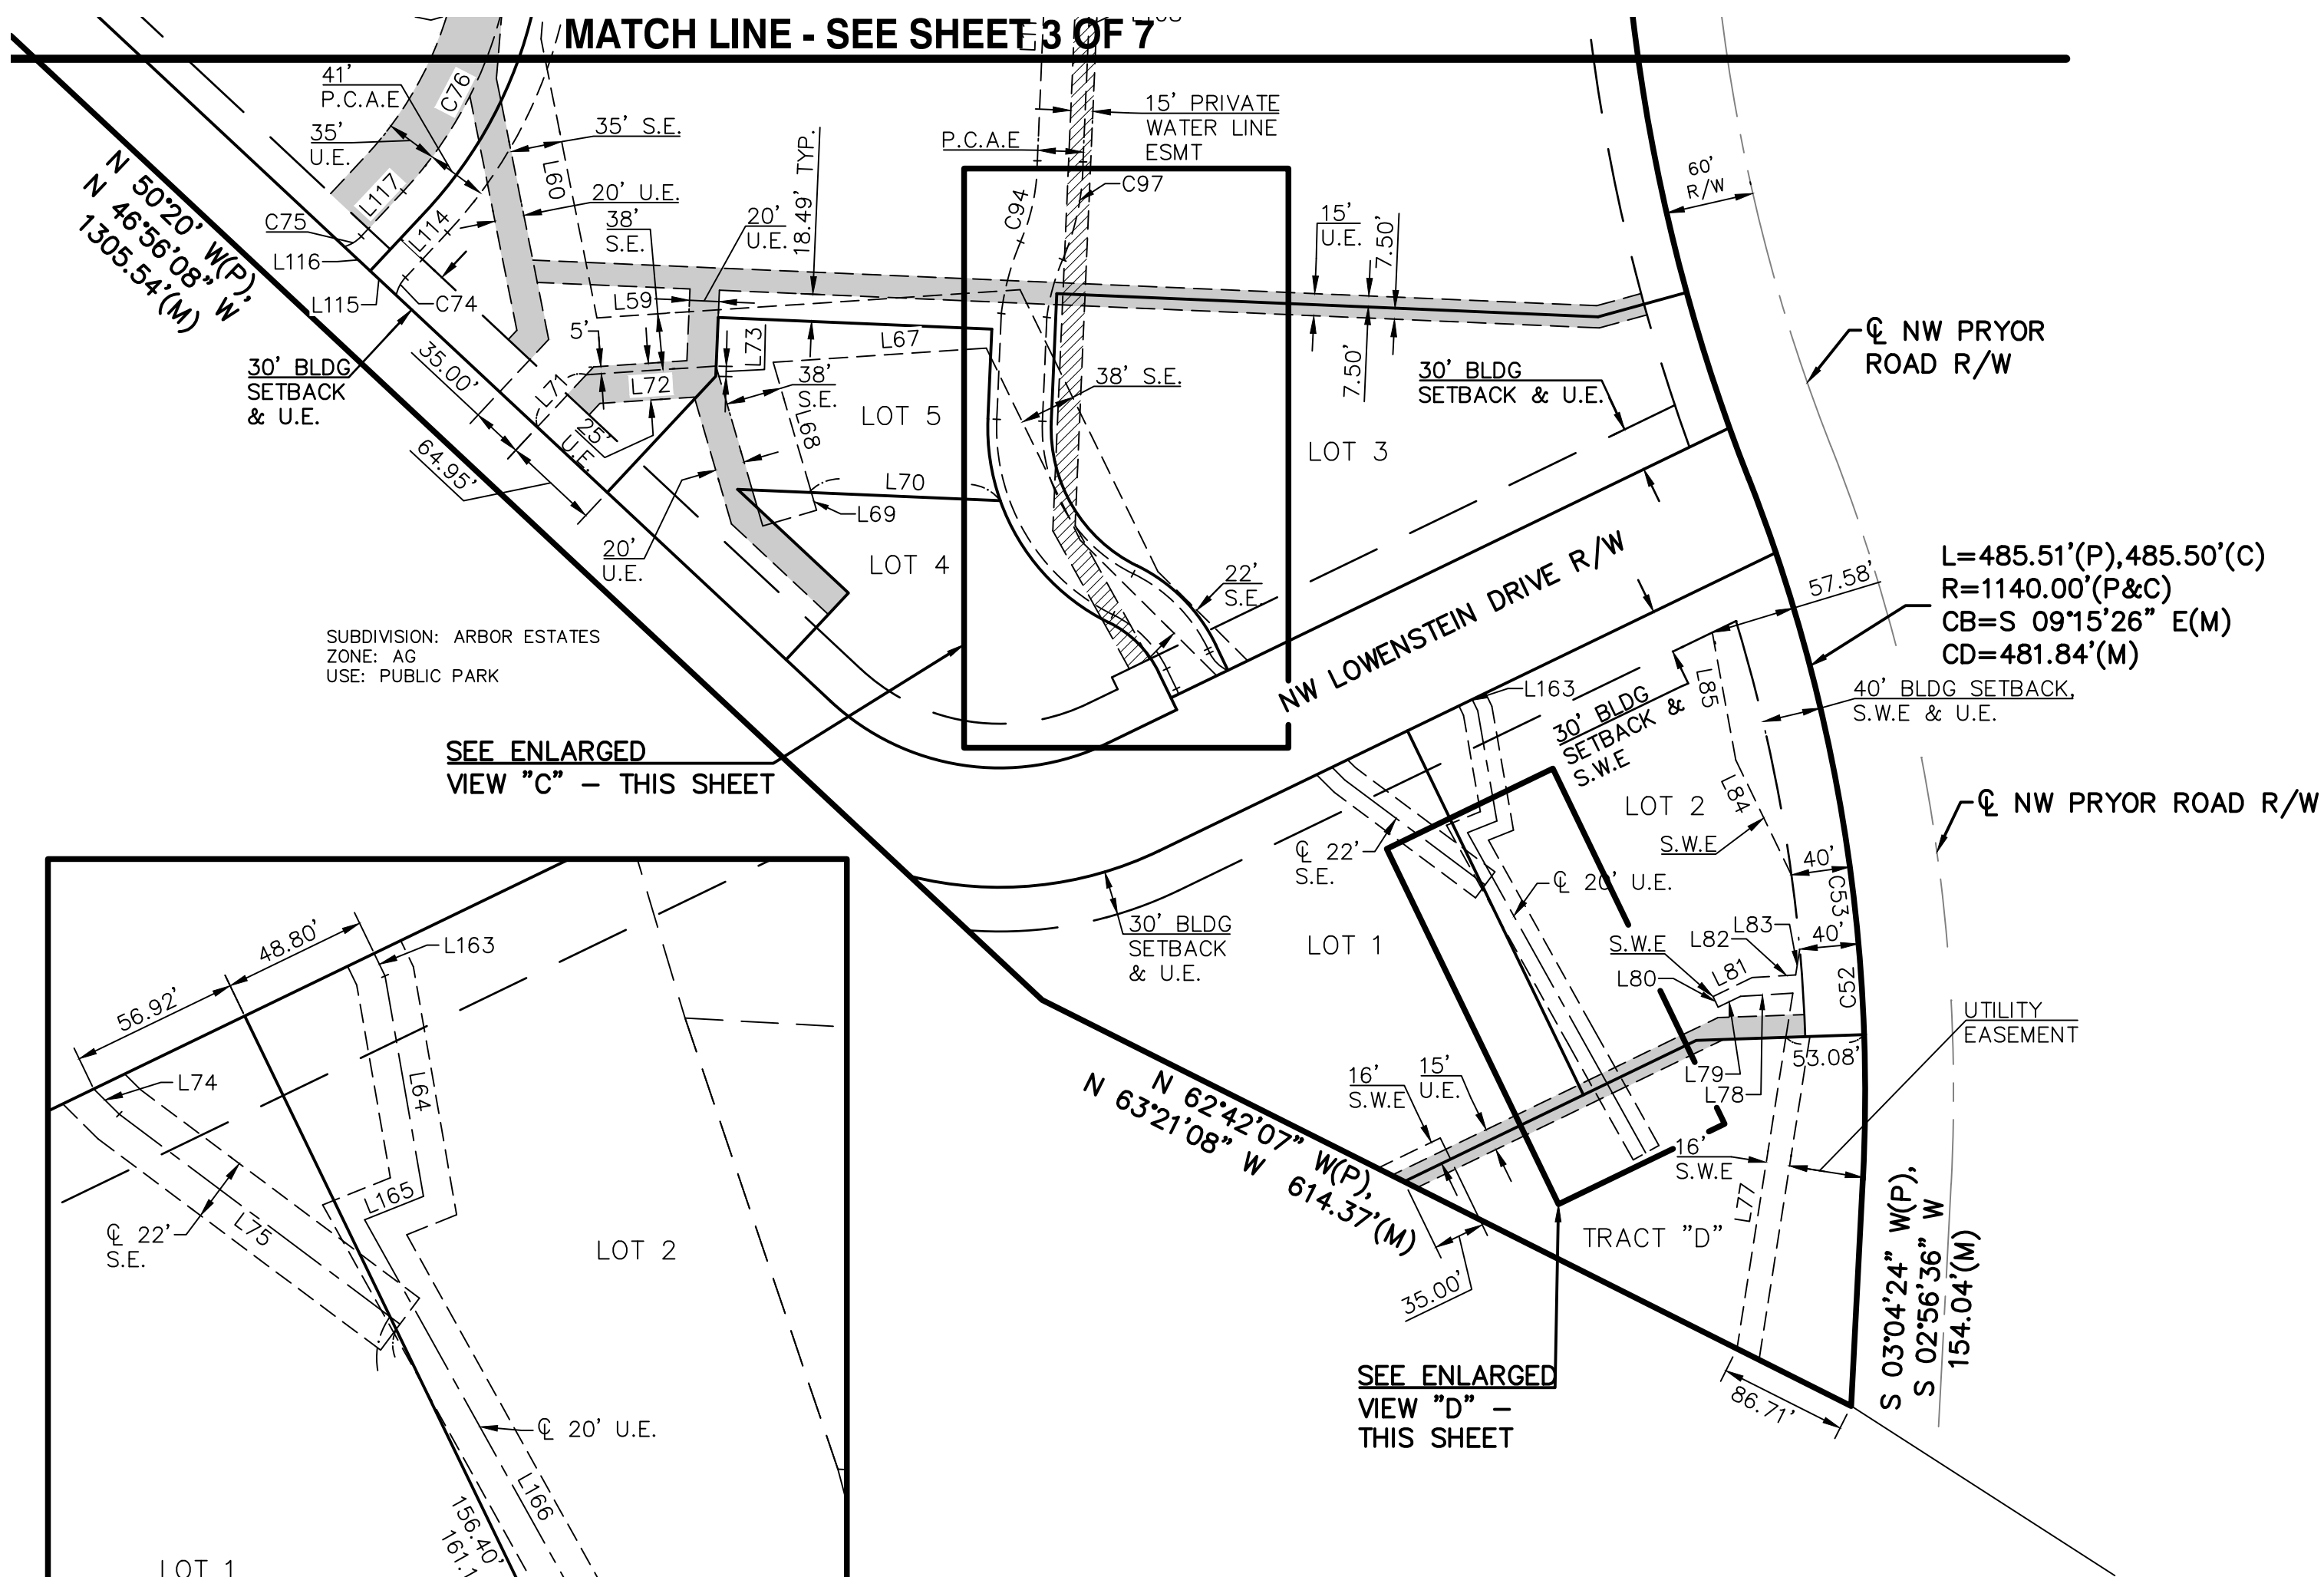 MATCH LINE - SEE SHEET 3 OF 7
41'
P.C.A.E
35'
U.E.
C76
35' S.E.
L60
20' U.E.
38'
S.E.
20'
U.E.
18.49' TYP.
P.C.A.E
15' PRIVATE
WATER LINE
ESMT
C97
C94
15'
U.E.
7.50'
7.50'
60'
R/W
N 50°20' W(P),
N 46°56'08" W
1305.54'(M)
C75
L117
L114
L116
L115
C74
L59
5'
L73
L67
30' BLDG
SETBACK
& U.E.
35.00'
L71
L72
38'
S.E.
L68
LOT 5
38' S.E.
30' BLDG
SETBACK & U.E.
℄ NW PRYOR
ROAD R/W
25'
U.E.
64.95'
L70
L69
LOT 3
20'
U.E.
LOT 4
22'
S.E.
NW LOWENSTEIN DRIVE R/W
57.58'
L=485.51'(P),485.50'(C)
R=1140.00'(P&C)
CB=S 09°15'26" E(M)
CD=481.84'(M)
SUBDIVISION: ARBOR ESTATES
ZONE: AG
USE: PUBLIC PARK
40' BLDG SETBACK,
S.W.E & U.E.
L163
L85
30' BLDG
SETBACK &
S.W.E
SEE ENLARGED
VIEW "C" – THIS SHEET
LOT 2
L84
S.W.E
℄ NW PRYOR ROAD R/W
℄ 22'
S.E.
℄ 20' U.E.
40'
C53
30' BLDG
SETBACK
& U.E.
LOT 1
S.W.E
L82
L83
40'
L80
L81
C52
UTILITY
EASEMENT
53.08'
L79
L78
16'
S.W.E
15'
U.E.
N 62°42'07" W(P),
N 63°21'08" W 614.37'(M)
16'
S.W.E
L77
TRACT "D"
35.00'
S 03°04'24" W(P),
S 02°56'36" W
154.04'(M)
SEE ENLARGED
VIEW "D" –
THIS SHEET
86.71'
48.80'
L163
56.92'
L74
L64
L165
℄ 22'
S.E.
L75
LOT 2
℄ 20' U.E.
L166
156.40'
161.1
LOT 1